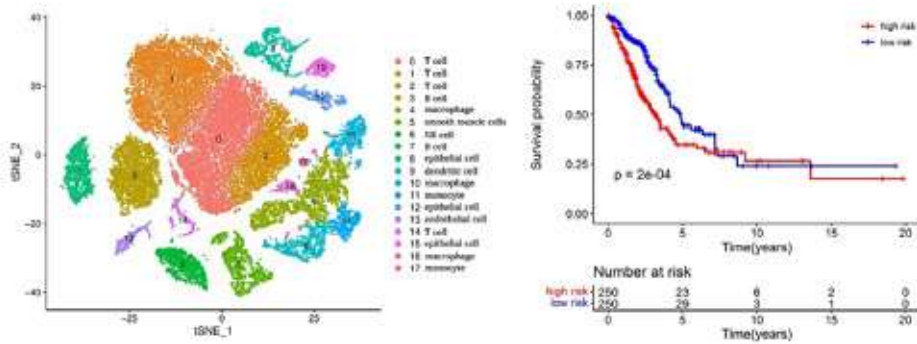 40
20
0
−20
−40
tSNE_2
−25
0
25
tSNE_1
0 T cell
1 T cell
2 T cell
3 B cell
4 macrophage
5 smooth muscle cells
6 NK cell
7 B cell
8 epithelial cell
9 dendritic cell
10 macrophage
11 monocyte
12 epithelial cell
13 endothelial cell
14 T cell
15 epithelial cell
16 macrophage
17 monocyte
1.00
0.75
0.50
0.25
0.00
Survival probability
high risk
low risk
p = 2e-04
0 5 10 15 20
Time(years)
Number at risk
high risk 250 23 6 2 0
low risk 250 29 3 1 0
0 5 10 15 20
Time(years)